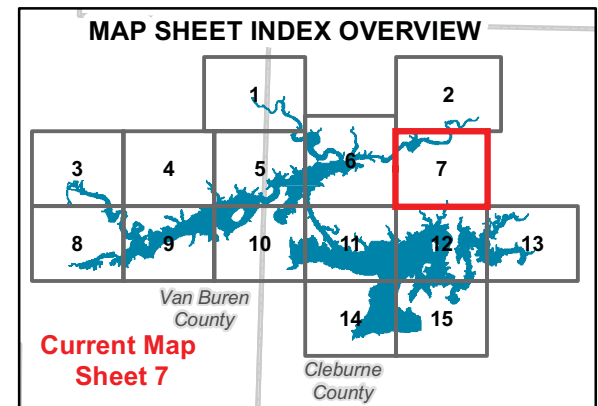 MAP SHEET INDEX OVERVIEW
1
2
3
4
5
6
7
8
9
10
11
12
13
14
15
Van Buren
County
Current Map
Sheet 7
Cleburne
County